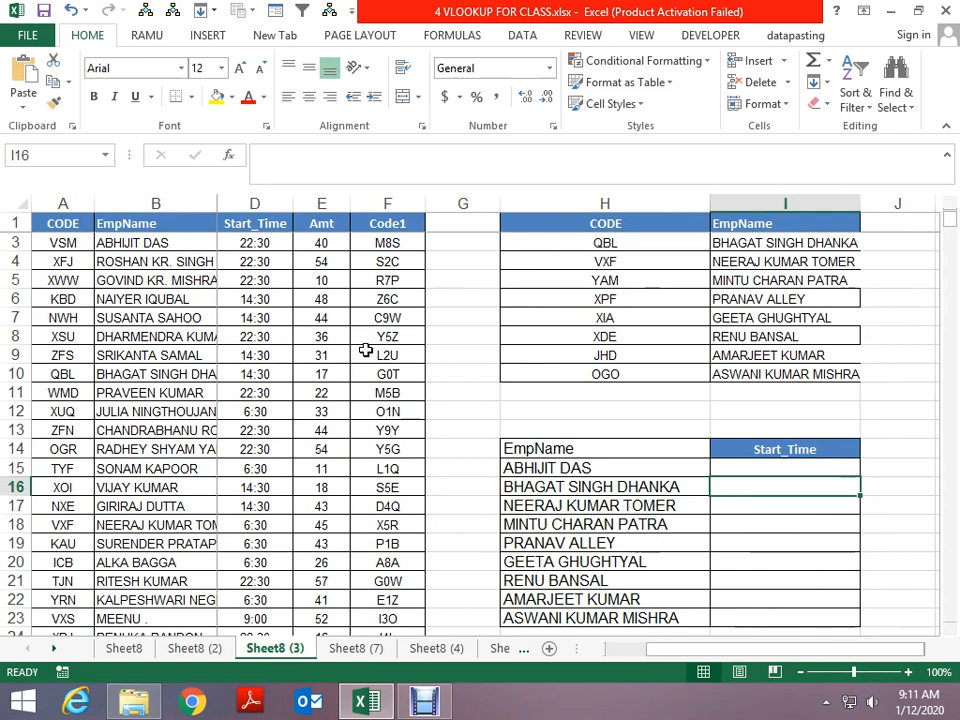 4 VLOOKUP FOR CLASS.xlsx - Excel (Product Activation Failed)
FILE HOME RAMU INSERT New Tab PAGE LAYOUT FORMULAS DATA REVIEW VIEW DEVELOPER datapasting Sign in
Paste Arial 12 General Conditional Formatting Format as Table Cell Styles Insert Delete Format Sort & Filter Find & Select
Clipboard Font Alignment Number Styles Cells Editing
I16 fx
A B D E F G H I J
1 CODE EmpName Start_Time Amt Code1 CODE EmpName
3 VSM ABHIJIT DAS 22:30 40 M8S QBL BHAGAT SINGH DHANKA
4 XFJ ROSHAN KR. SINGH 22:30 54 S2C VXF NEERAJ KUMAR TOMER
5 XWW GOVIND KR. MISHRA 22:30 10 R7P YAM MINTU CHARAN PATRA
6 KBD NAIYER IQUBAL 14:30 48 Z6C XPF PRANAV ALLEY
7 NWH SUSANTA SAHOO 14:30 44 C9W XIA GEETA GHUGHTYAL
8 XSU DHARMENDRA KUMA 22:30 36 Y5Z XDE RENU BANSAL
9 ZFS SRIKANTA SAMAL 14:30 31 L2U JHD AMARJEET KUMAR
10 QBL BHAGAT SINGH DHA 14:30 17 G0T OGO ASWANI KUMAR MISHRA
11 WMD PRAVEEN KUMAR 22:30 22 M5B
12 XUQ JULIA NINGTHOUJAN 6:30 33 O1N
13 ZFN CHANDRABHANU RO 22:30 44 Y9Y
14 OGR RADHEY SHYAM YA 22:30 54 Y5G EmpName Start_Time
15 TYF SONAM KAPOOR 6:30 11 L1Q ABHIJIT DAS
16 XOI VIJAY KUMAR 14:30 18 S5E BHAGAT SINGH DHANKA
17 NXE GIRIRAJ DUTTA 14:30 43 D4Q NEERAJ KUMAR TOMER
18 VXF NEERAJ KUMAR TOM 6:30 45 X5R MINTU CHARAN PATRA
19 KAU SURENDER PRATAP 6:30 43 P1B PRANAV ALLEY
20 ICB ALKA BAGGA 6:30 26 A8A GEETA GHUGHTYAL
21 TJN RITESH KUMAR 22:30 57 G0W RENU BANSAL
22 YRN KALPESHWARI NEG 6:30 41 E1Z AMARJEET KUMAR
23 VXS MEENU . 9:00 52 I3O ASWANI KUMAR MISHRA
Sheet8 Sheet8 (2) Sheet8 (3) Sheet8 (7) Sheet8 (4) She ...
READY 100%
9:11 AM
1/12/2020